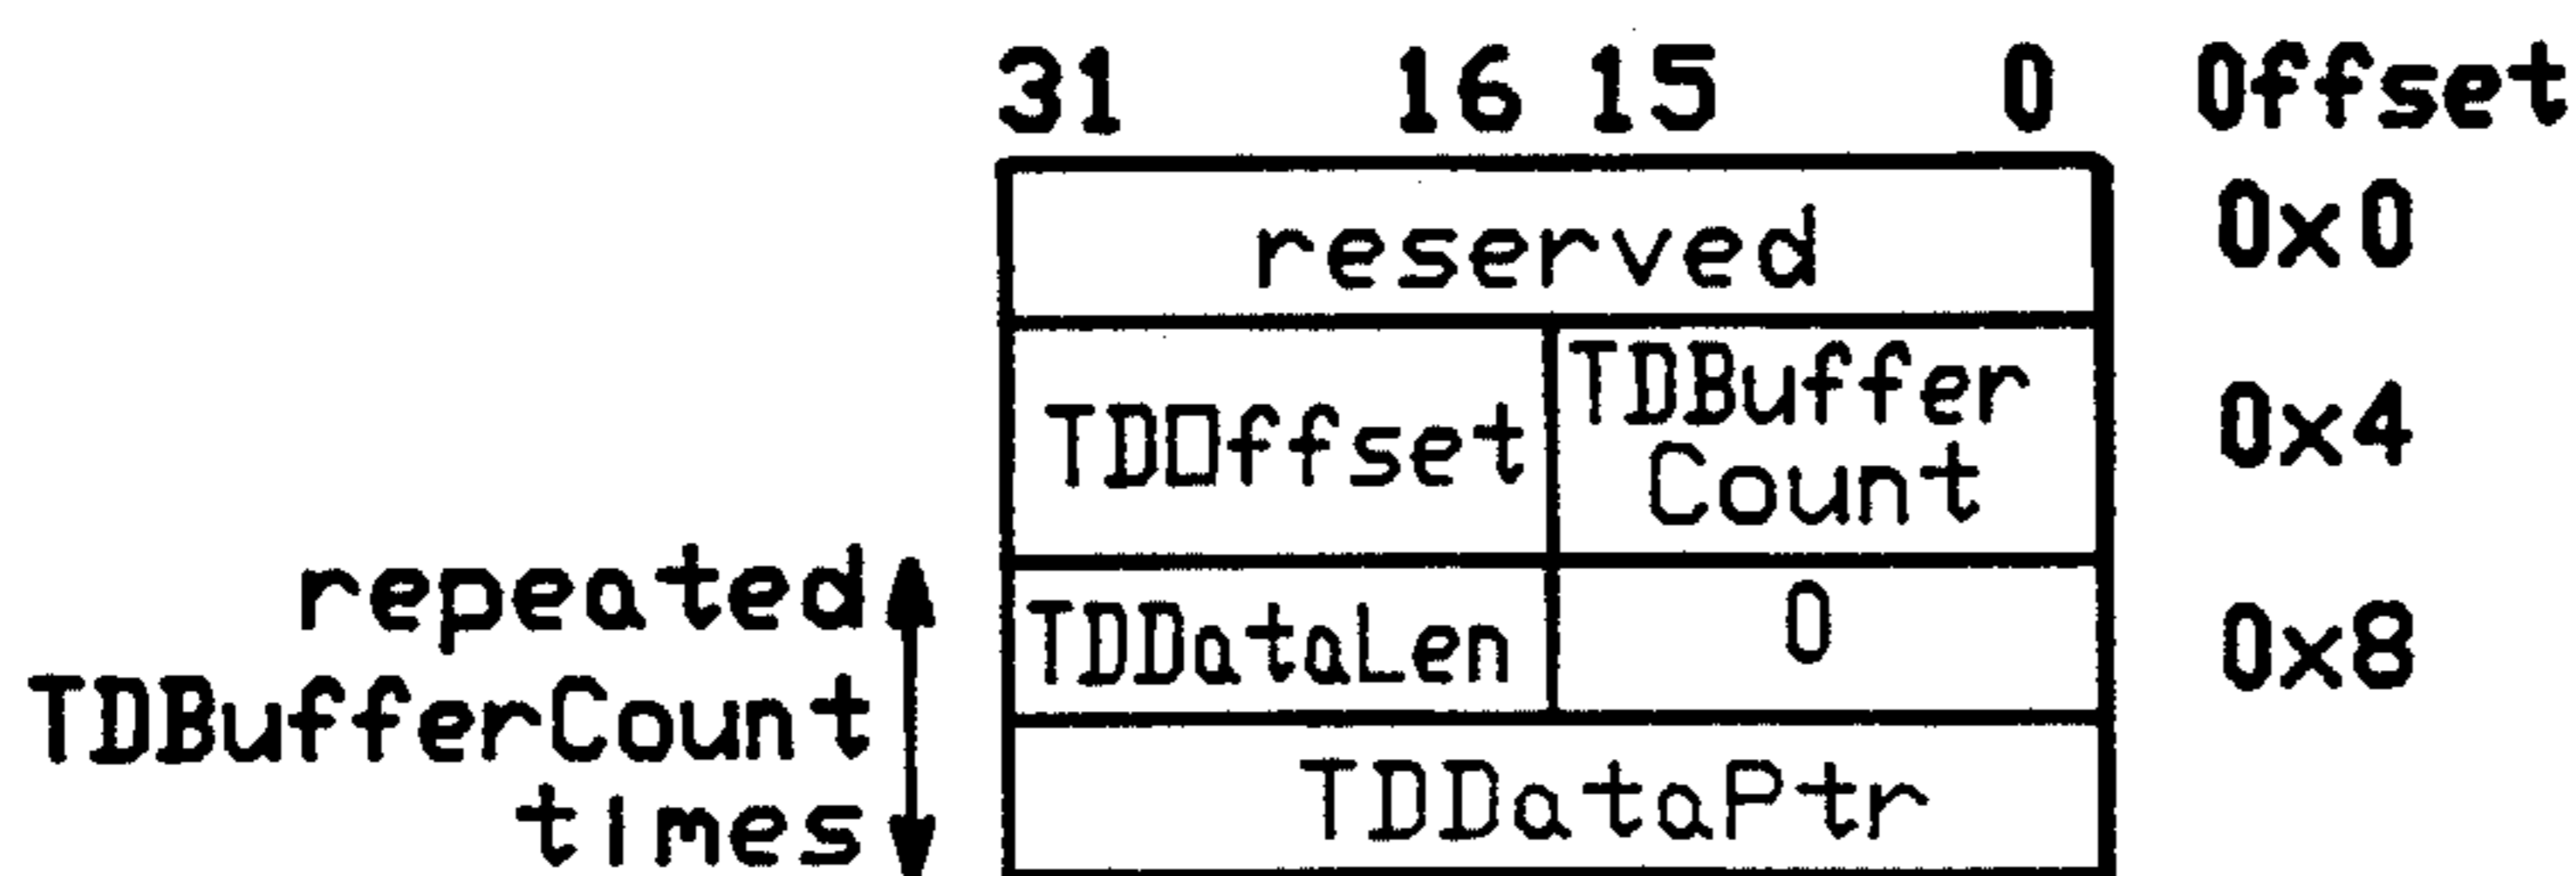 31 16 15 0 Offset
reserved 0x0
TDOffset TDBuffer Count 0x4
repeated TDBufferCount times
TDDataLen 0 0x8
TDDataPtr